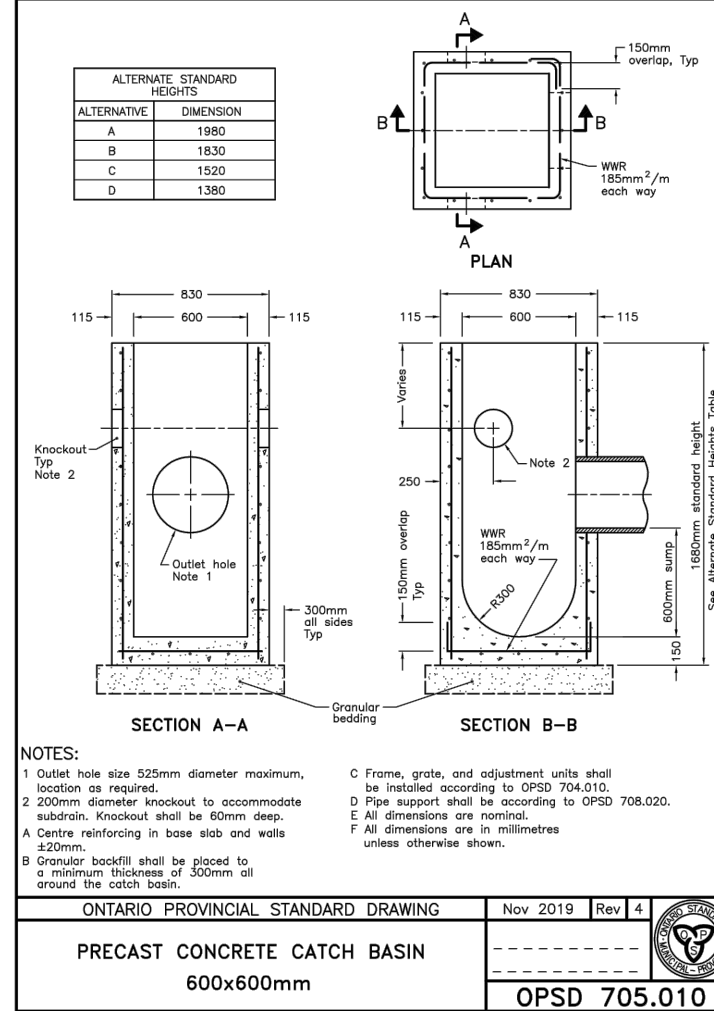 ALTERNATE STANDARD
HEIGHTS
ALTERNATIVE DIMENSION
A 1980
B 1830
C 1520
D 1380
A
150mm
overlap, Typ
B B
WWR
185mm²/m
each way
A
PLAN
830
115 600 115
Knockout
Typ
Note 2
Outlet hole
Note 1
300mm
all sides
Typ
SECTION A–A
830
115 600 115
Varies
Note 2
250
WWR
185mm²/m
each way
150mm overlap
Typ
R300
600mm sump
150
1680mm standard height
See Alternate Standard Heights Table
Granular
bedding
SECTION B–B
NOTES:
1 Outlet hole size 525mm diameter maximum,
location as required.
2 200mm diameter knockout to accommodate
subdrain. Knockout shall be 60mm deep.
A Centre reinforcing in base slab and walls
±20mm.
B Granular backfill shall be placed to
a minimum thickness of 300mm all
around the catch basin.
C Frame, grate, and adjustment units shall
be installed according to OPSD 704.010.
D Pipe support shall be according to OPSD 708.020.
E All dimensions are nominal.
F All dimensions are in millimetres
unless otherwise shown.
ONTARIO PROVINCIAL STANDARD DRAWING Nov 2019 Rev 4
PRECAST CONCRETE CATCH BASIN
600x600mm
OPSD 705.010
OPS